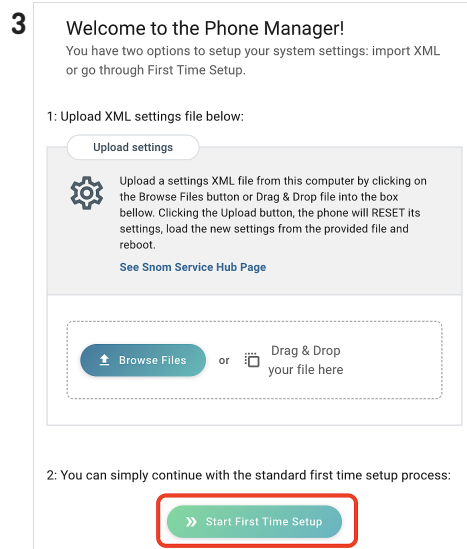 3
Welcome to the Phone Manager!
You have two options to setup your system settings: import XML
or go through First Time Setup.
1: Upload XML settings file below:
Upload settings
Upload a settings XML file from this computer by clicking on
the Browse Files button or Drag & Drop file into the box
bellow. Clicking the Upload button, the phone will RESET its
settings, load the new settings from the provided file and
reboot.
See Snom Service Hub Page
Browse Files or Drag & Drop
your file here
2: You can simply continue with the standard first time setup process:
Start First Time Setup